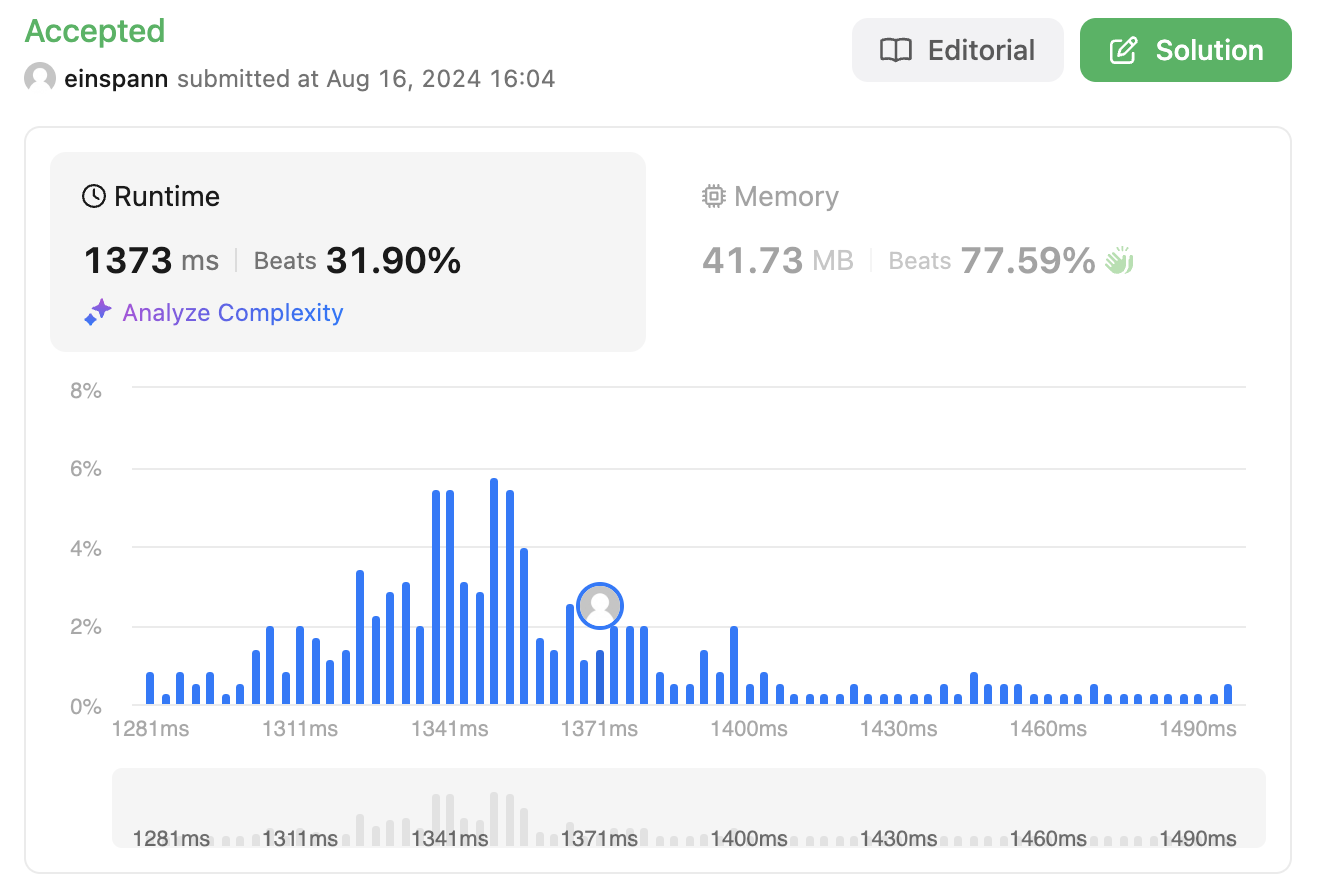 Accepted
einspann submitted at Aug 16, 2024 16:04
Editorial
Solution
Runtime
1373 ms Beats 31.90%
Analyze Complexity
Memory
41.73 MB Beats 77.59%
8%
6%
4%
2%
0%
1281ms 1311ms 1341ms 1371ms 1400ms 1430ms 1460ms 1490ms
1281ms 1311ms 1341ms 1371ms 1400ms 1430ms 1460ms 1490ms